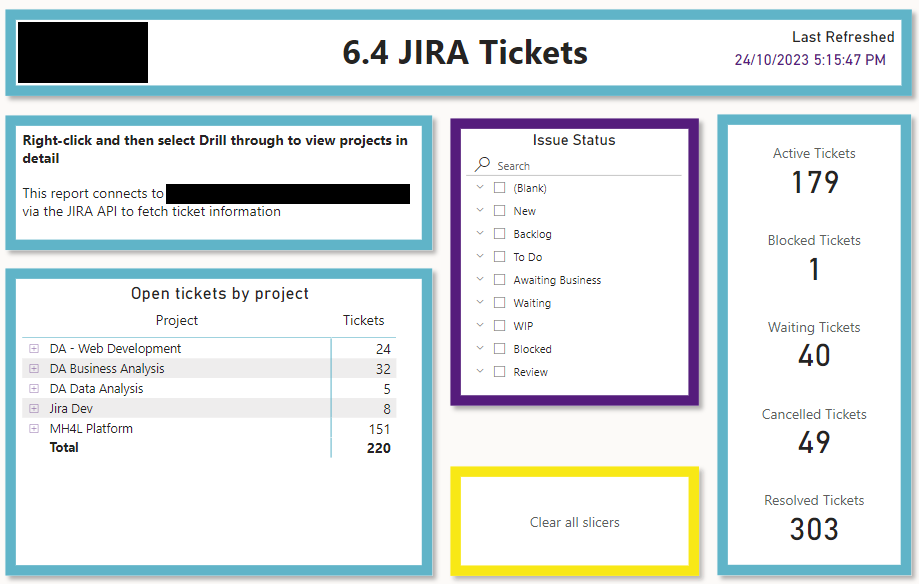 6.4 JIRA Tickets
Last Refreshed
24/10/2023 5:15:47 PM
Right-click and then select Drill through to view projects in
detail
This report connects to
via the JIRA API to fetch ticket information
Open tickets by project
Project Tickets
DA - Web Development 24
DA Business Analysis 32
DA Data Analysis 5
Jira Dev 8
MH4L Platform 151
Total 220
Issue Status
Search
(Blank)
New
Backlog
To Do
Awaiting Business
Waiting
WIP
Blocked
Review
Clear all slicers
Active Tickets
179
Blocked Tickets
1
Waiting Tickets
40
Cancelled Tickets
49
Resolved Tickets
303